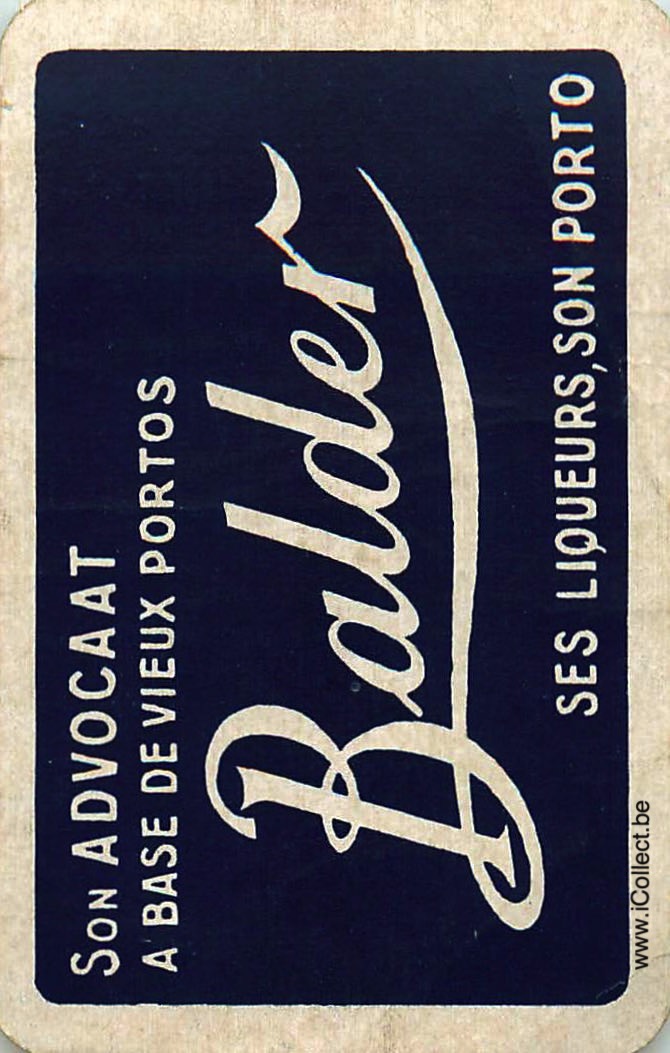 Son ADVOCAAT
A BASE DE VIEUX PORTOS
Balder
SES LIQUEURS, SON PORTO
www.iCollect.be